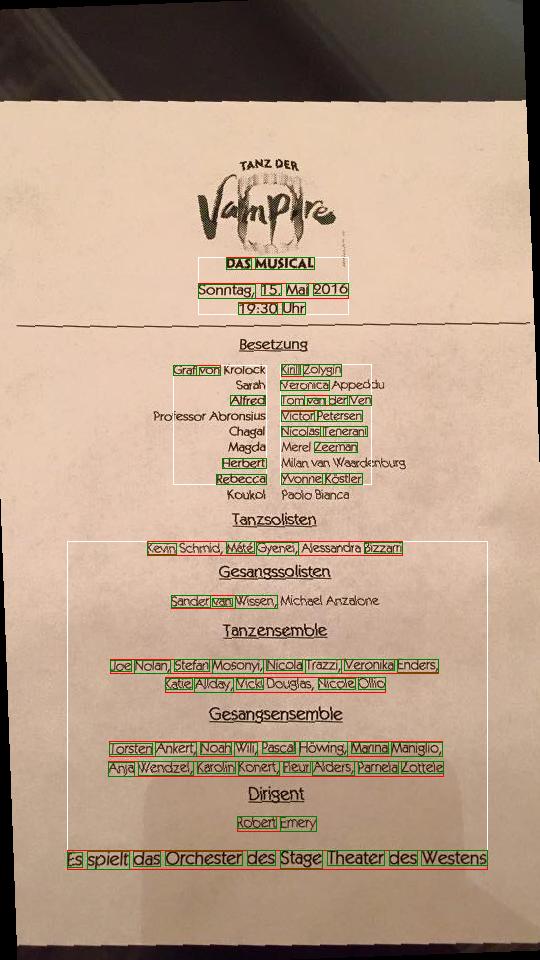 TANZ DER
Vampire
DAS MUSICAL
Sonntag, 15. Mai 2016
19:30 Uhr
Besetzung
Graf von Krolock Kirill Zolygin
Sarah Veronica Appeddu
Alfred Tom van der Ven
Professor Abronsius Victor Petersen
Chagal Nicolas Tenerani
Magda Merel Zeeman
Herbert Milan van Waardenburg
Rebecca Yvonne Köstler
Koukol Paolo Bianca
Tanzsolisten
Kevin Schmid, Máté Gyenei, Alessandra Bizzarri
Gesangssolisten
Sander van Wissen, Michael Anzalone
Tanzensemble
Joe Nolan, Stefan Mosonyi, Nicola Trazzi, Veronika Enders,
Katie Allday, Vicki Douglas, Nicole Ollio
Gesangsensemble
Torsten Ankert, Noah Will, Pascal Höwing, Marina Maniglio,
Anja Wendzel, Karolin Konert, Fleur Alders, Pamela Zottele
Dirigent
Robert Emery
Es spielt das Orchester des Stage Theater des Westens